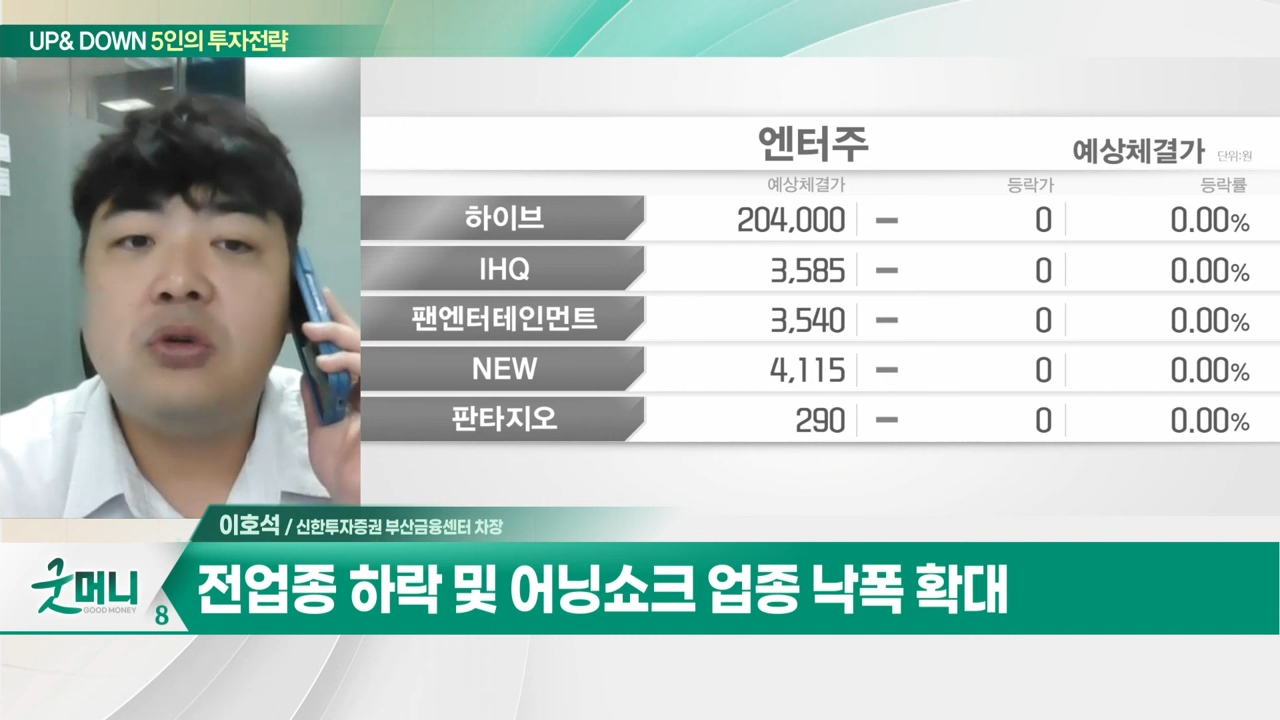 UP& DOWN 5인의 투자전략
엔터주 예상체결가 단위:원
예상체결가 등락가 등락률
하이브 204,000 － 0 0.00%
IHQ 3,585 － 0 0.00%
팬엔터테인먼트 3,540 － 0 0.00%
NEW 4,115 － 0 0.00%
판타지오 290 － 0 0.00%
이호석 / 신한투자증권 부산금융센터 차장
굿머니 GOOD MONEY 8
전업종 하락 및 어닝쇼크 업종 낙폭 확대